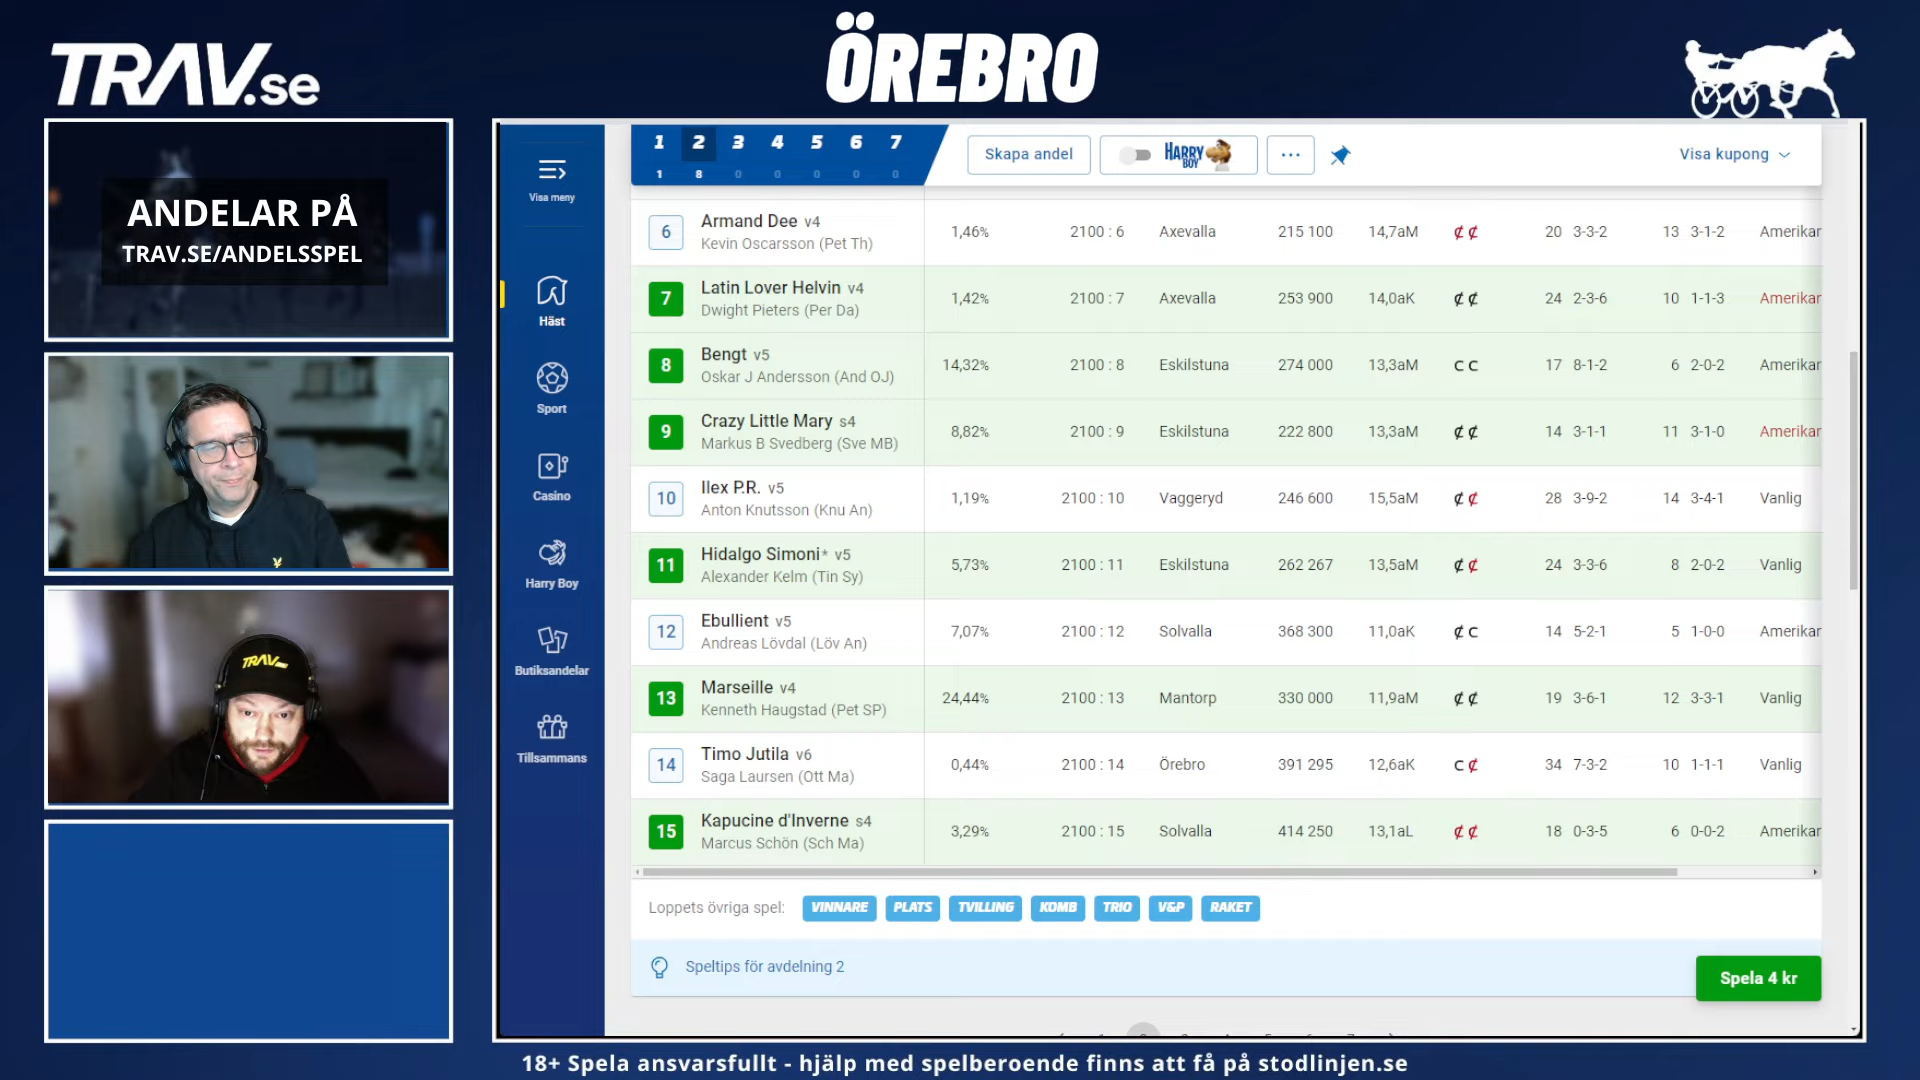 TRAV.se
ÖREBRO
ANDELAR PÅ
TRAV.SE/ANDELSSPEL
TRAV.se
Visa meny
Häst
Sport
Casino
Harry Boy
Butiksandelar
Tillsammans
1 2 3 4 5 6 7
1 8 0 0 0 0 0
Skapa andel
HARRY BOY
...
Visa kupong
6 Armand Dee v4 1,46% 2100 : 6 Axevalla 215 100 14,7aM ȼ ȼ 20 3-3-2 13 3-1-2 Amerikan
Kevin Oscarsson (Pet Th)
7 Latin Lover Helvin v4 1,42% 2100 : 7 Axevalla 253 900 14,0aK ȼ ȼ 24 2-3-6 10 1-1-3 Amerikan
Dwight Pieters (Per Da)
8 Bengt v5 14,32% 2100 : 8 Eskilstuna 274 000 13,3aM C C 17 8-1-2 6 2-0-2 Amerikan
Oskar J Andersson (And OJ)
9 Crazy Little Mary s4 8,82% 2100 : 9 Eskilstuna 222 800 13,3aM ȼ ȼ 14 3-1-1 11 3-1-0 Amerikan
Markus B Svedberg (Sve MB)
10 Ilex P.R. v5 1,19% 2100 : 10 Vaggeryd 246 600 15,5aM ȼ ȼ 28 3-9-2 14 3-4-1 Vanlig
Anton Knutsson (Knu An)
11 Hidalgo Simoni* v5 5,73% 2100 : 11 Eskilstuna 262 267 13,5aM ȼ ȼ 24 3-3-6 8 2-0-2 Vanlig
Alexander Kelm (Tin Sy)
12 Ebullient v5 7,07% 2100 : 12 Solvalla 368 300 11,0aK ȼ C 14 5-2-1 5 1-0-0 Amerikan
Andreas Lövdal (Löv An)
13 Marseille v4 24,44% 2100 : 13 Mantorp 330 000 11,9aM ȼ ȼ 19 3-6-1 12 3-3-1 Vanlig
Kenneth Haugstad (Pet SP)
14 Timo Jutila v6 0,44% 2100 : 14 Örebro 391 295 12,6aK C ȼ 34 7-3-2 10 1-1-1 Vanlig
Saga Laursen (Ott Ma)
15 Kapucine d'Inverne s4 3,29% 2100 : 15 Solvalla 414 250 13,1aL ȼ ȼ 18 0-3-5 6 0-0-2 Amerikan
Marcus Schön (Sch Ma)
Loppets övriga spel: VINNARE PLATS TVILLING KOMB TRIO V&P RAKET
Speltips för avdelning 2
Spela 4 kr
18+ Spela ansvarsfullt - hjälp med spelberoende finns att få på stodlinjen.se